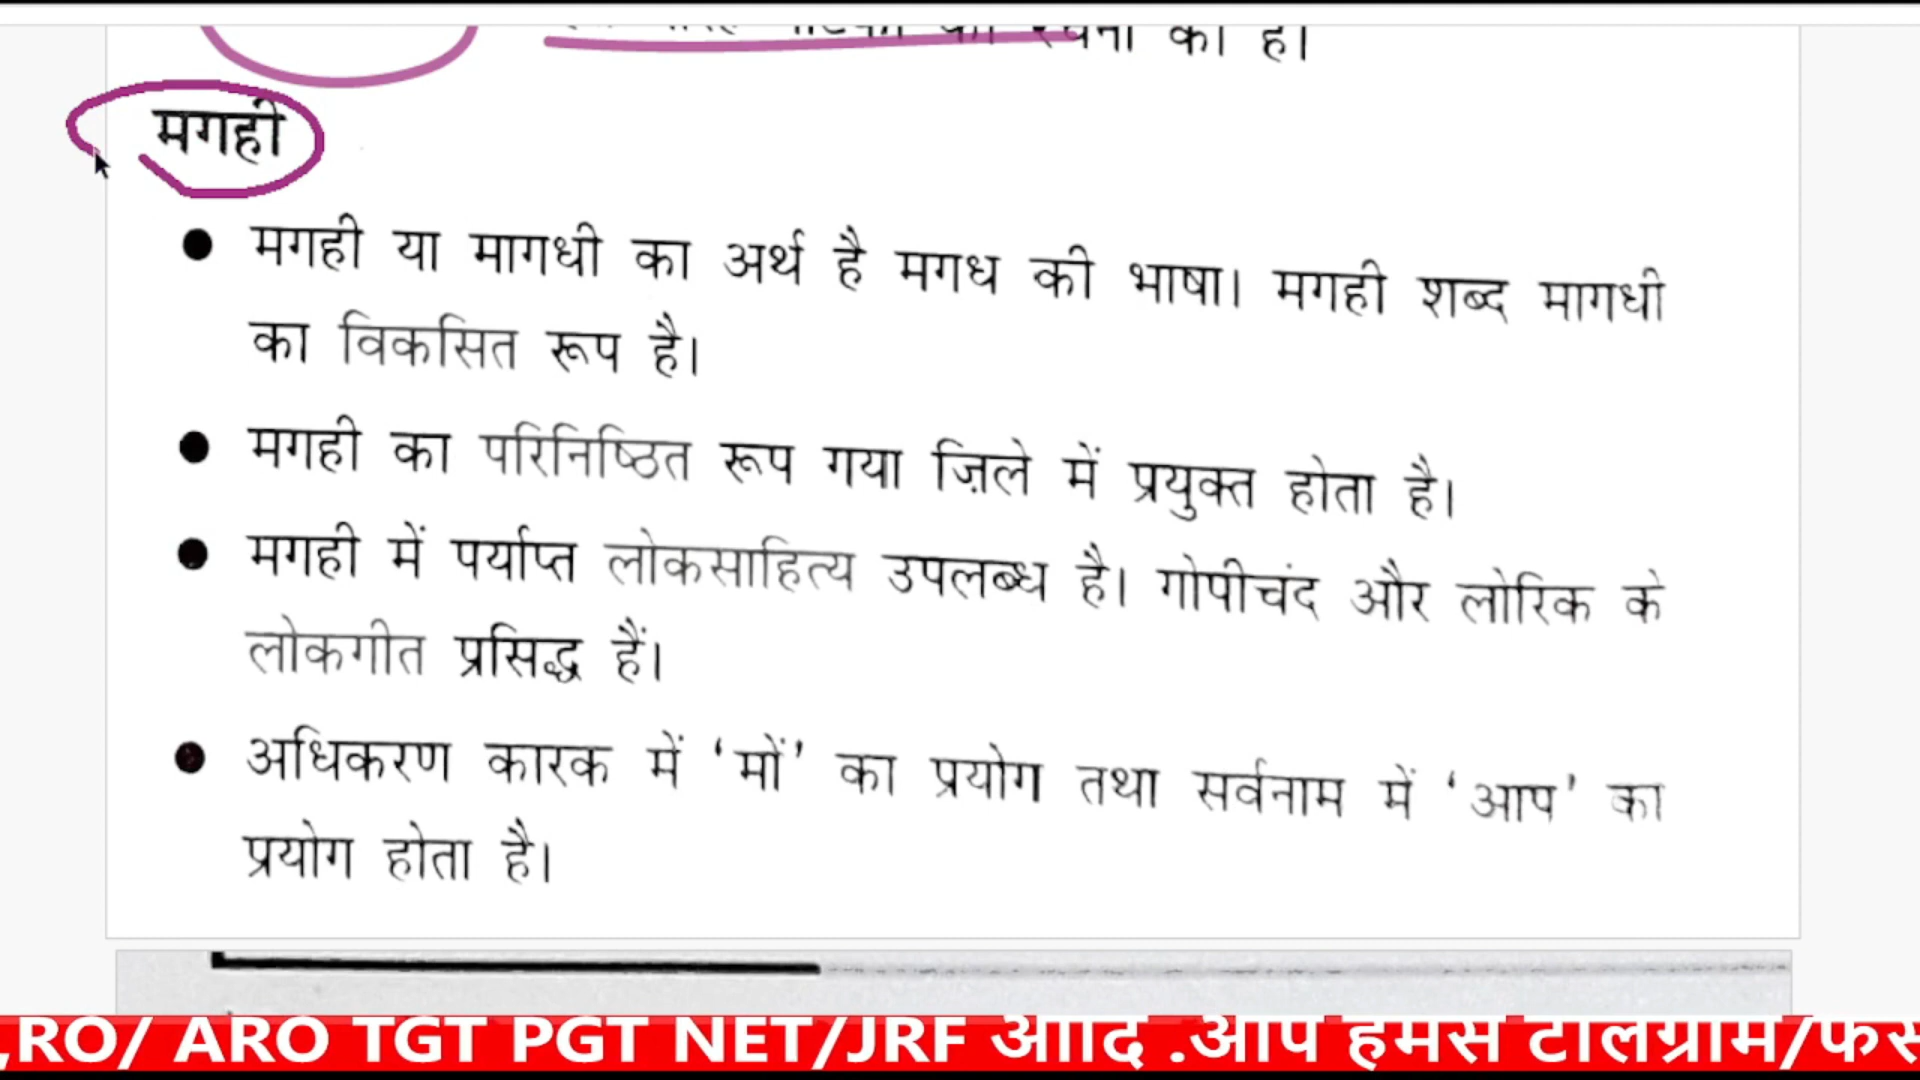 रचना की है।
मगही
● मगही या मागधी का अर्थ है मगध की भाषा। मगही शब्द मागधी
का विकसित रूप है।
● मगही का परिनिष्ठित रूप गया ज़िले में प्रयुक्त होता है।
● मगही में पर्याप्त लोकसाहित्य उपलब्ध है। गोपीचंद और लोरिक के
लोकगीत प्रसिद्ध हैं।
● अधिकरण कारक में ‘मों’ का प्रयोग तथा सर्वनाम में ‘आप’ का
प्रयोग होता है।
,RO/ ARO TGT PGT NET/JRF आदि .आप हमसे टेलिग्राम/